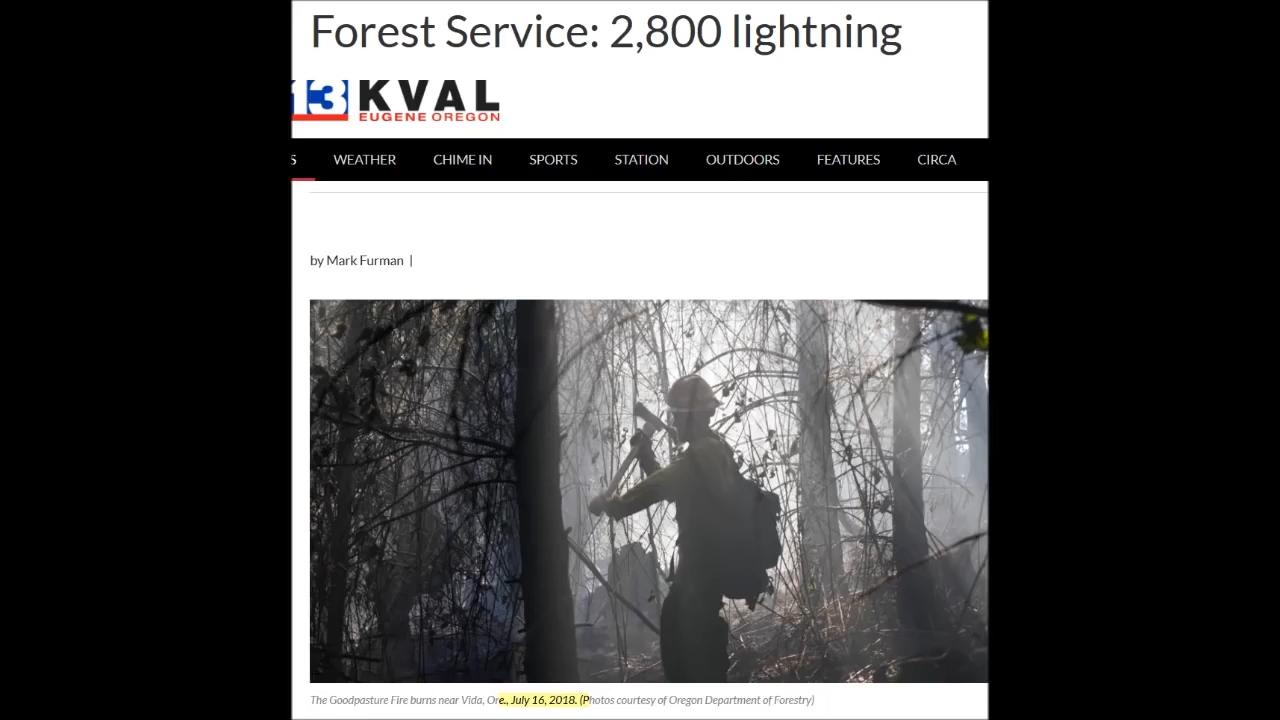 Forest Service: 2,800 lightning
13 KVAL
EUGENE OREGON
S WEATHER CHIME IN SPORTS STATION OUTDOORS FEATURES CIRCA
by Mark Furman |
The Goodpasture Fire burns near Vida, Ore., July 16, 2018. (Photos courtesy of Oregon Department of Forestry)